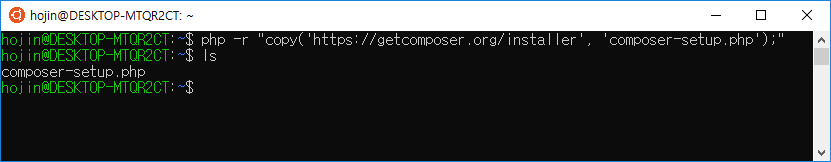 hojin@DESKTOP-MTQR2CT: ~
hojin@DESKTOP-MTQR2CT:~$ php -r "copy('https://getcomposer.org/installer', 'composer-setup.php');"
hojin@DESKTOP-MTQR2CT:~$ ls
composer-setup.php
hojin@DESKTOP-MTQR2CT:~$